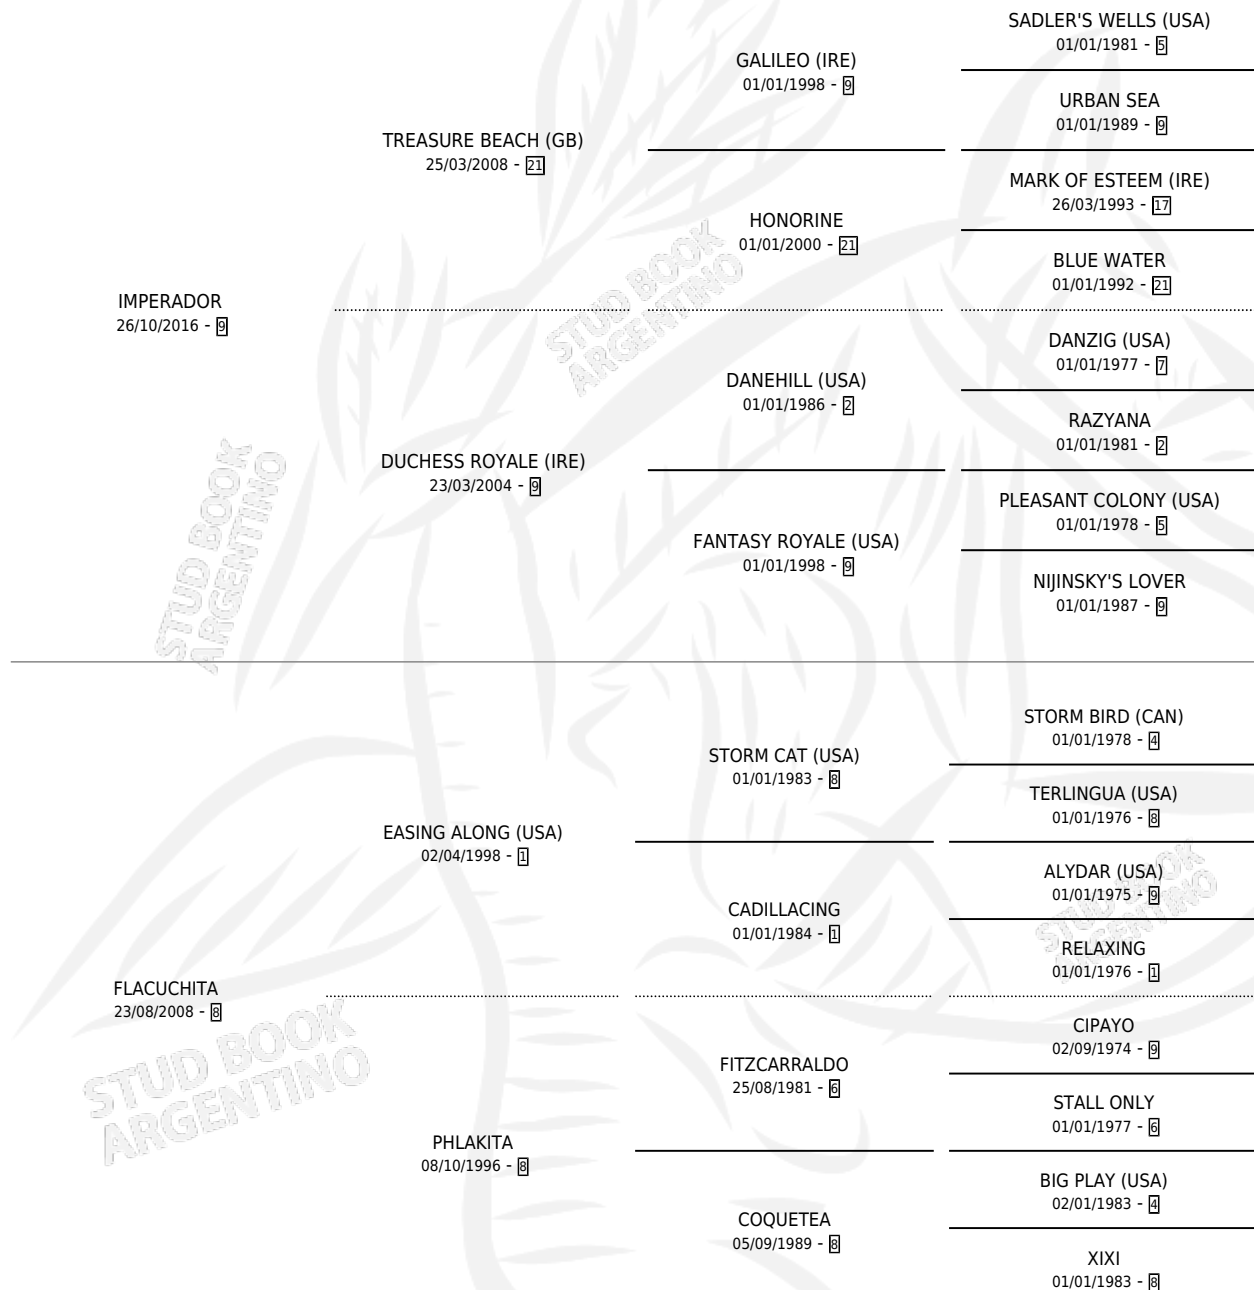 SADLER'S WELLS (USA)
01/01/1981 - 5
GALILEO (IRE)
01/01/1998 - 9
URBAN SEA
01/01/1989 - 9
TREASURE BEACH (GB)
25/03/2008 - 21
MARK OF ESTEEM (IRE)
26/03/1993 - 17
HONORINE
01/01/2000 - 21
BLUE WATER
01/01/1992 - 21
IMPERADOR
26/10/2016 - 9
STUD BOOK
ARGENTINO
DANZIG (USA)
01/01/1977 - 7
DANEHILL (USA)
01/01/1986 - 2
RAZYANA
01/01/1981 - 2
DUCHESS ROYALE (IRE)
23/03/2004 - 9
PLEASANT COLONY (USA)
01/01/1978 - 5
FANTASY ROYALE (USA)
01/01/1998 - 9
NIJINSKY'S LOVER
01/01/1987 - 9
STUD BOOK
ARGENTINO
STORM BIRD (CAN)
01/01/1978 - 4
STORM CAT (USA)
01/01/1983 - 8
TERLINGUA (USA)
01/01/1976 - 8
EASING ALONG (USA)
02/04/1998 - 1
ALYDAR (USA)
01/01/1975 - 9
CADILLACING
01/01/1984 - 1
STUD BOOK
ARGENTINO
RELAXING
01/01/1976 - 1
FLACUCHITA
23/08/2008 - 8
STUD BOOK
ARGENTINO
CIPAYO
02/09/1974 - 9
FITZCARRALDO
25/08/1981 - 6
STALL ONLY
01/01/1977 - 6
PHLAKITA
08/10/1996 - 8
BIG PLAY (USA)
02/01/1983 - 4
COQUETEA
05/09/1989 - 8
XIXI
01/01/1983 - 8